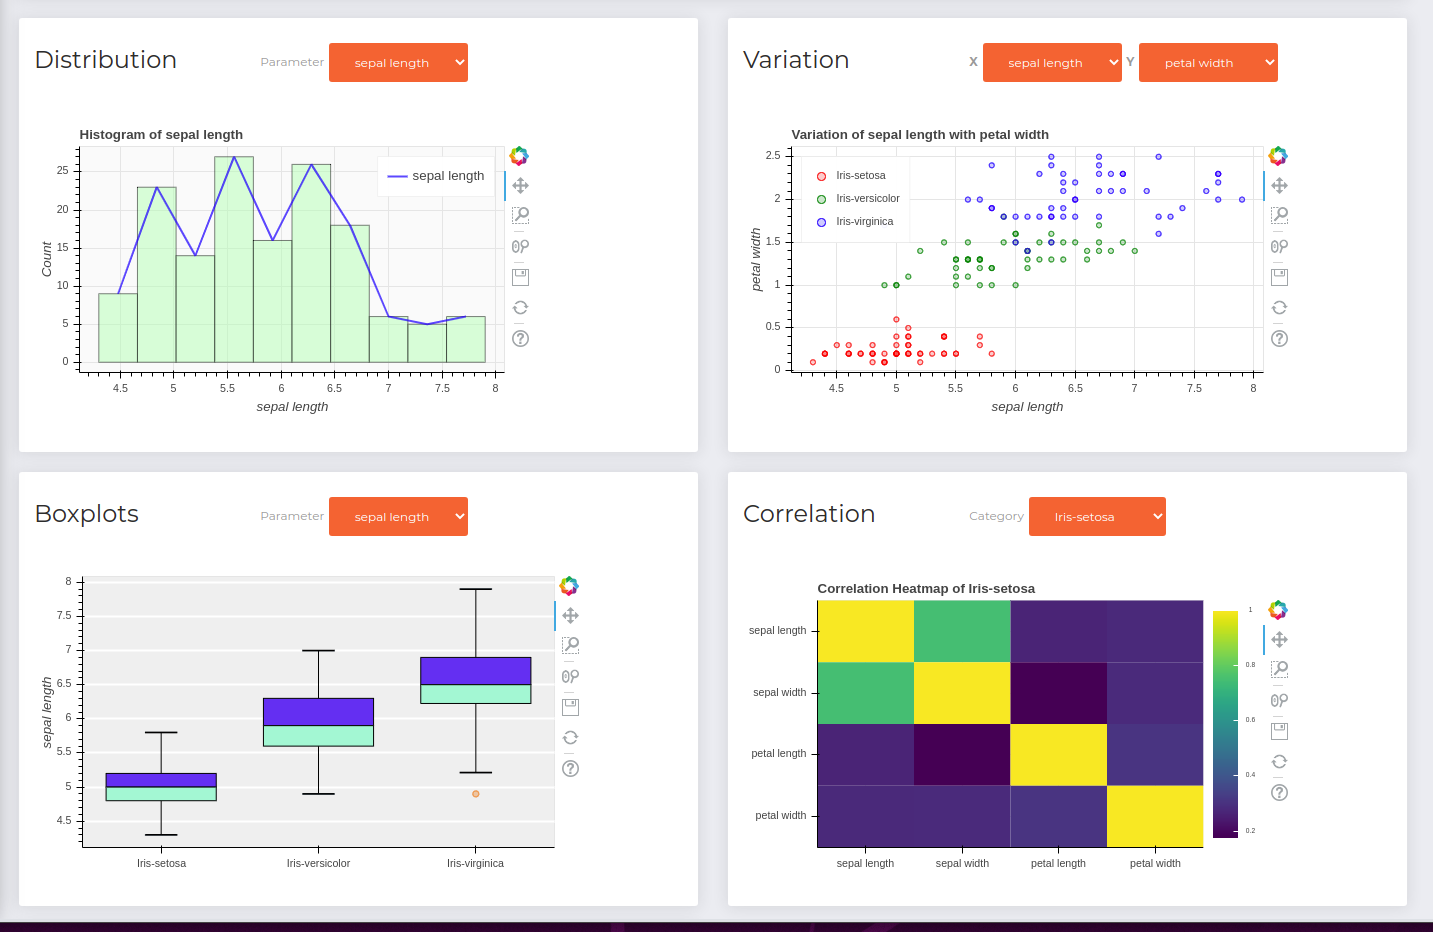 Distribution
Parameter sepal length
Histogram of sepal length
sepal length
25
20
15
10
5
0
Count
4.5 5 5.5 6 6.5 7 7.5 8
sepal length
Variation
X sepal length Y petal width
Variation of sepal length with petal width
Iris-setosa
Iris-versicolor
Iris-virginica
2.5
2
1.5
1
0.5
0
petal width
4.5 5 5.5 6 6.5 7 7.5 8
sepal length
Boxplots
Parameter sepal length
8
7.5
7
6.5
6
5.5
5
4.5
sepal length
Iris-setosa Iris-versicolor Iris-virginica
Correlation
Category Iris-setosa
Correlation Heatmap of Iris-setosa
sepal length
sepal width
petal length
petal width
sepal length sepal width petal length petal width
1
0.8
0.6
0.4
0.2